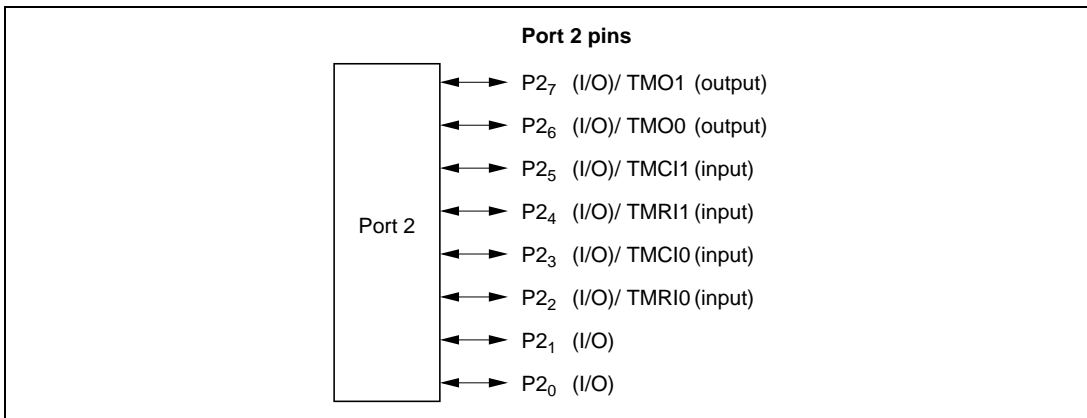 Port 2 pins
P2₇ (I/O)/ TMO1 (output)
P2₆ (I/O)/ TMO0 (output)
P2₅ (I/O)/ TMCI1 (input)
P2₄ (I/O)/ TMRI1 (input)
Port 2
P2₃ (I/O)/ TMCI0 (input)
P2₂ (I/O)/ TMRI0 (input)
P2₁ (I/O)
P2₀ (I/O)